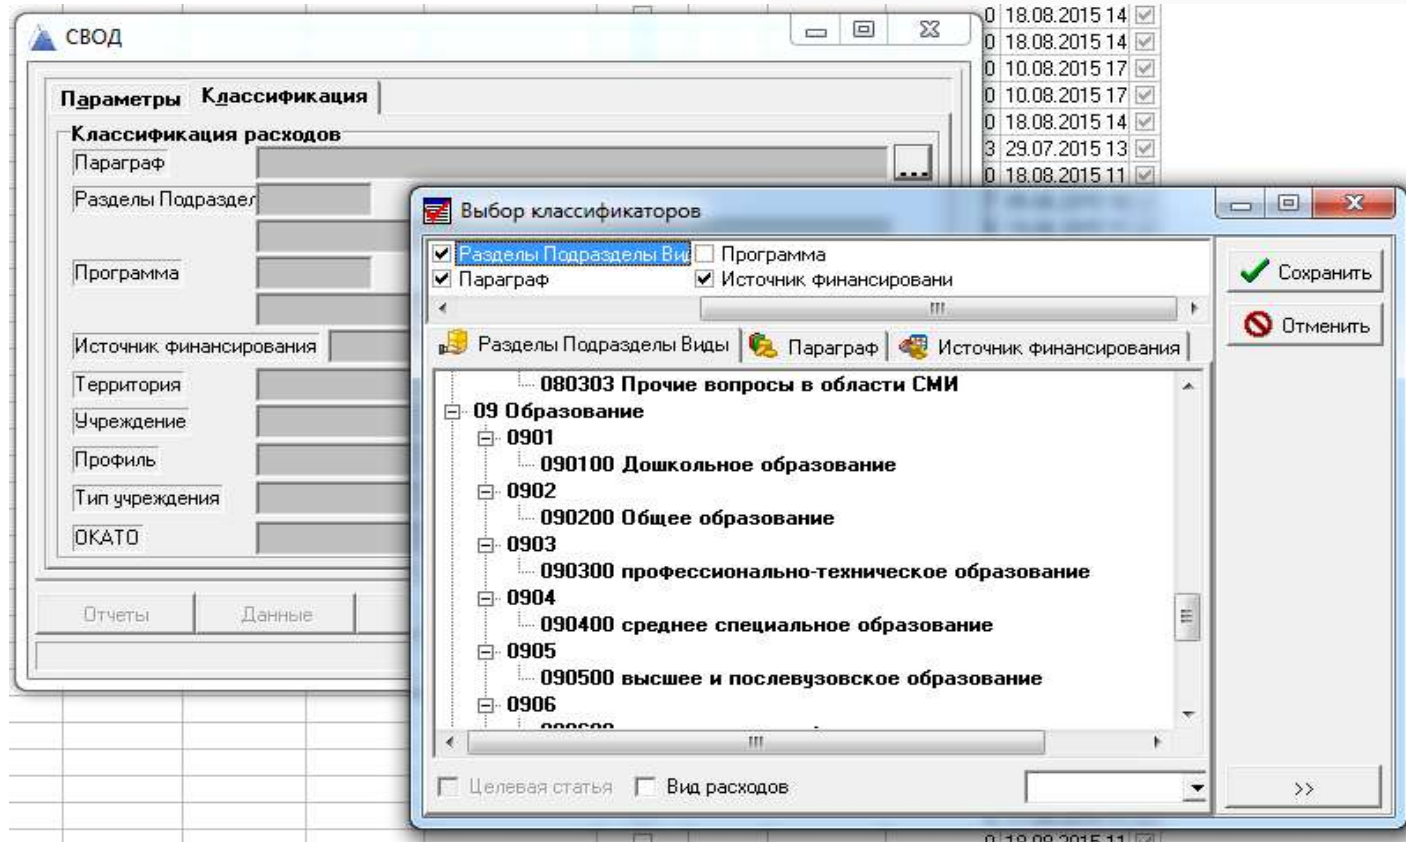 0 18.08.2015 14
СВОД
0 18.08.2015 14
0 10.08.2015 17
Параметры Классификация
0 10.08.2015 17
Классификация расходов
0 18.08.2015 14
Параграф
...
3 29.07.2015 13
0 18.08.2015 11
Разделы Подраздел
Программа
Источник финансирования
Территория
Учреждение
Профиль
Тип учреждения
ОКАТО
Отчеты Данные
Выбор классификаторов
Разделы Подразделы Вид Программа
Параграф Источник финансировани
Сохранить
Отменить
Разделы Подразделы Виды Параграф Источник финансирования
080303 Прочие вопросы в области СМИ
09 Образование
0901
090100 Дошкольное образование
0902
090200 Общее образование
0903
090300 профессионально-техническое образование
0904
090400 среднее специальное образование
0905
090500 высшее и послевузовское образование
0906
Целевая статья Вид расходов
>>